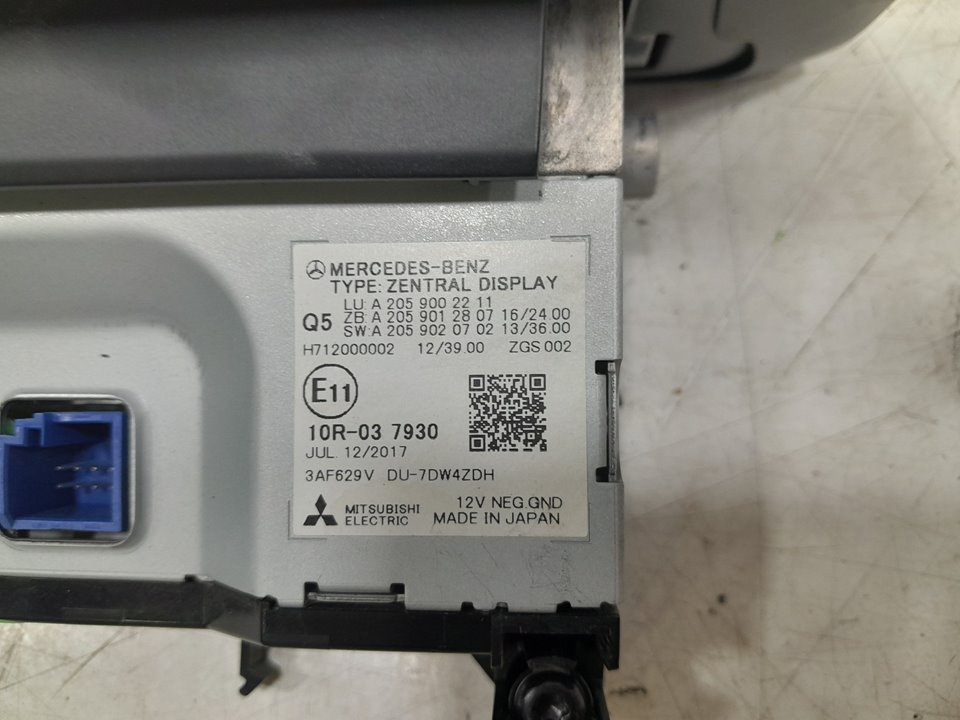 MERCEDES-BENZ
TYPE: ZENTRAL DISPLAY
LU: A 205 900 22 11
Q5 ZB: A 205 901 28 07 16/24 00
SW: A 205 902 07 02 13/36.00
H712000002 12/39.00 ZGS 002
E11
10R-03 7930
JUL. 12/2017
3AF629V DU-7DW4ZDH
MITSUBISHI ELECTRIC
12V NEG.GND
MADE IN JAPAN